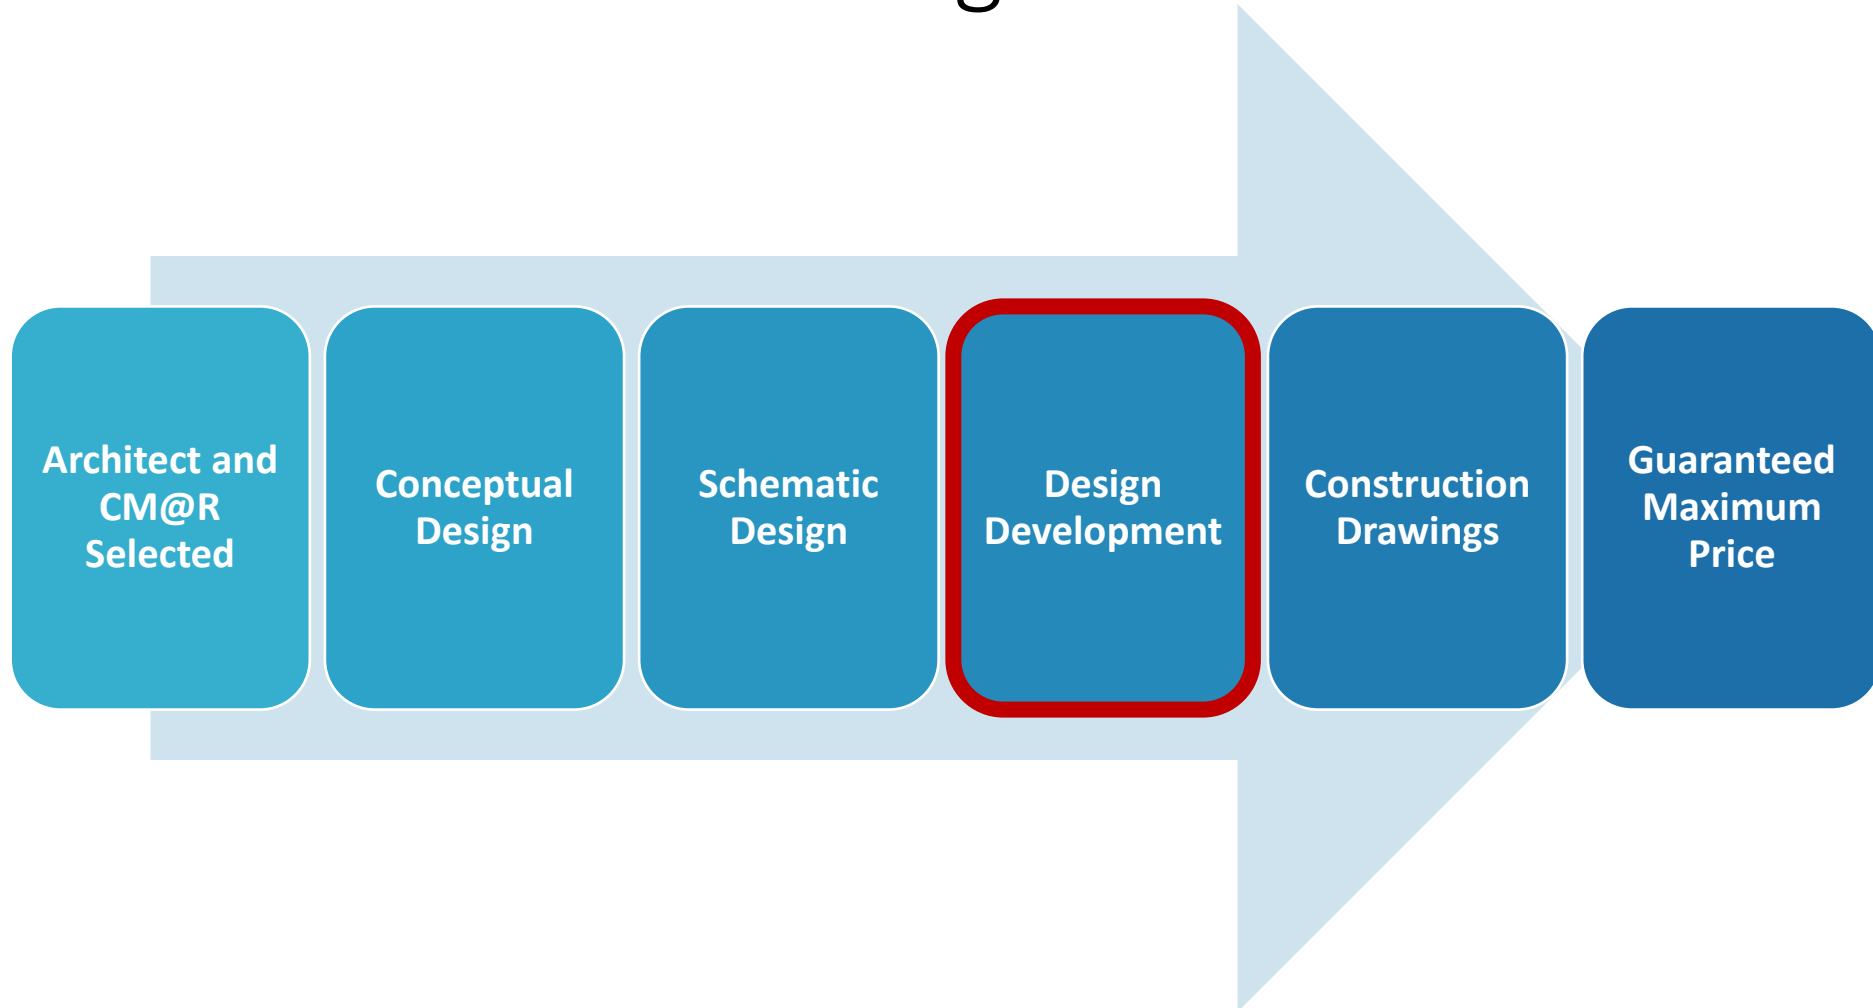 Architect and
CM@R
Selected
Conceptual
Design
Schematic
Design
Design
Development
Construction
Drawings
Guaranteed
Maximum
Price